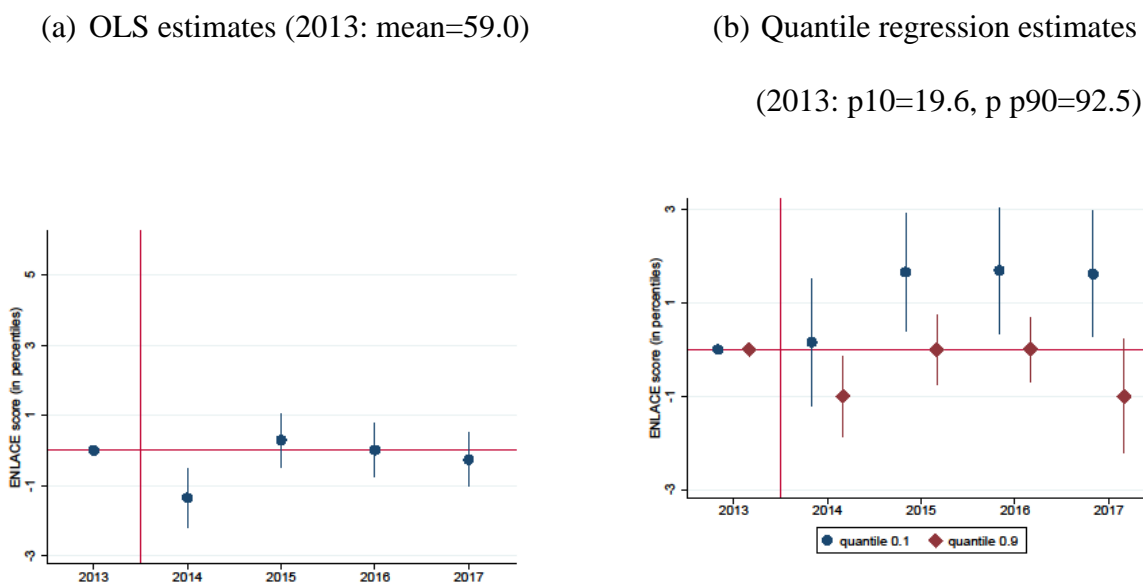 (a) OLS estimates (2013: mean=59.0)
(b) Quantile regression estimates
(2013: p10=19.6, p p90=92.5)
ENLACE score (in percentiles)
5
3
1
-1
-3
2013 2014 2015 2016 2017
ENLACE score (in percentiles)
3
1
-1
-3
2013 2014 2015 2016 2017
quantile 0.1 quantile 0.9